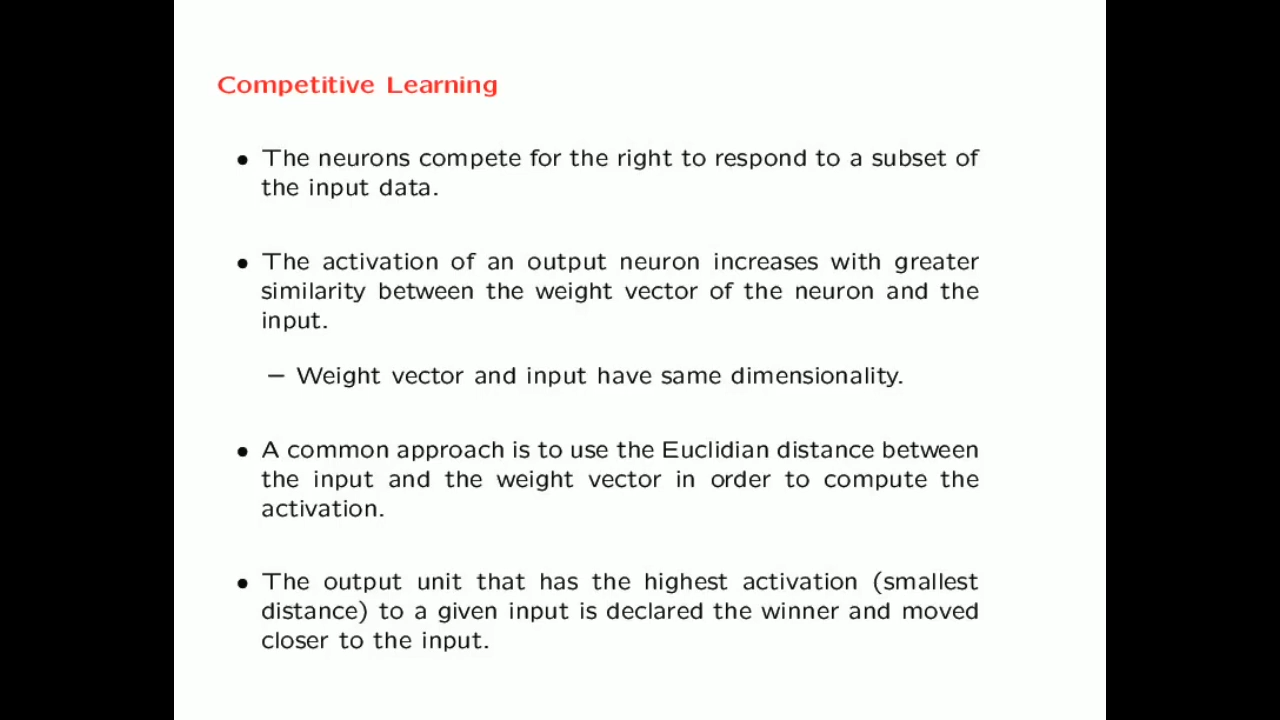 Competitive Learning
• The neurons compete for the right to respond to a subset of
the input data.
• The activation of an output neuron increases with greater
similarity between the weight vector of the neuron and the
input.
– Weight vector and input have same dimensionality.
• A common approach is to use the Euclidian distance between
the input and the weight vector in order to compute the
activation.
• The output unit that has the highest activation (smallest
distance) to a given input is declared the winner and moved
closer to the input.